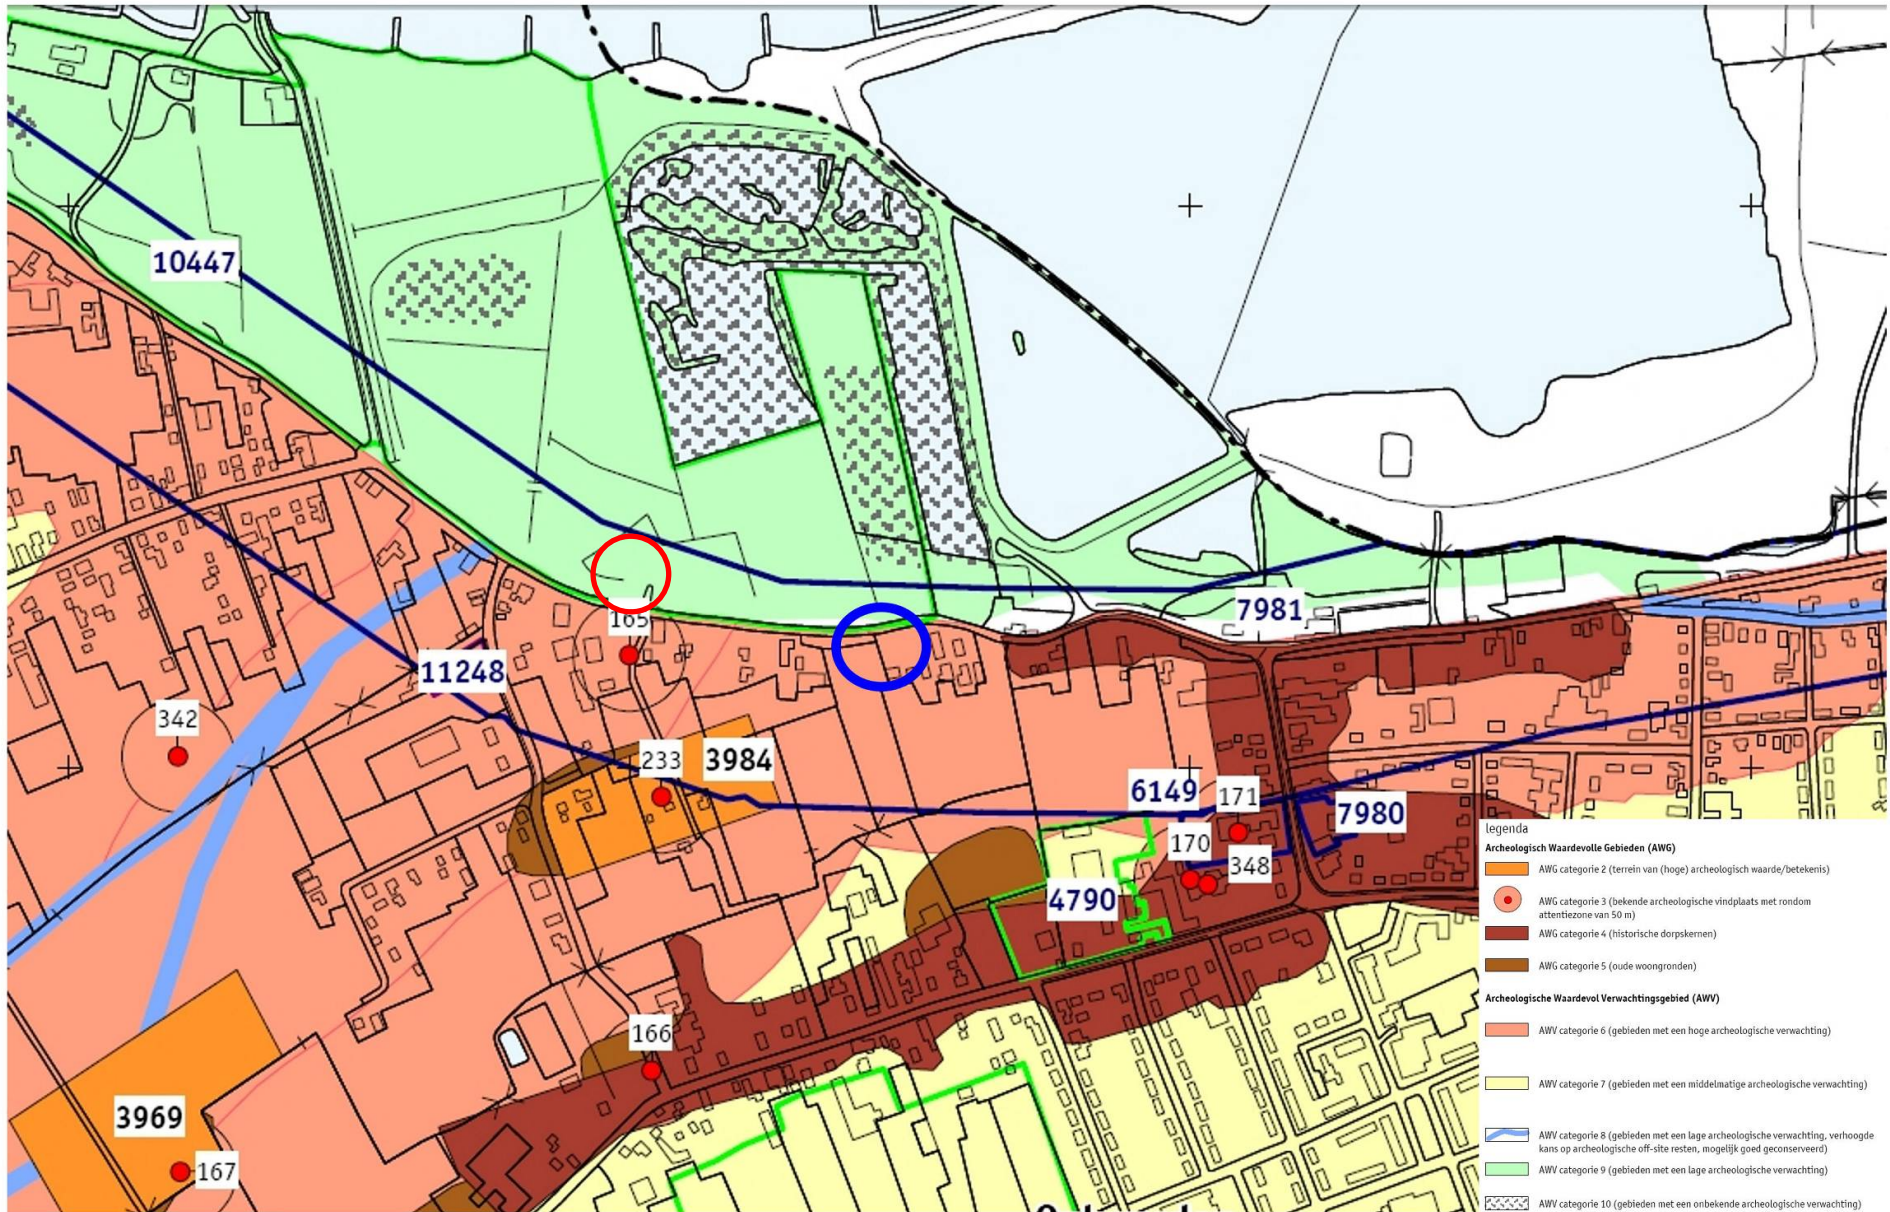 10447
165
7981
11248
342
233
3984
6149
171
7980
170
348
4790
166
3969
167
legenda
Archeologisch Waardevolle Gebieden (AWG)
AWG categorie 2 (terrein van (hoge) archeologisch waarde/betekenis)
AWG categorie 3 (bekende archeologische vindplaats met rondom
attentiezone van 50 m)
AWG categorie 4 (historische dorpskernen)
AWG categorie 5 (oude woongronden)
Archeologische Waardevol Verwachtingsgebied (AWV)
AWV categorie 6 (gebieden met een hoge archeologische verwachting)
AWV categorie 7 (gebieden met een middelmatige archeologische verwachting)
AWV categorie 8 (gebieden met een lage archeologische verwachting, verhoogde
kans op archeologische off-site resten, mogelijk goed geconserveerd)
AWV categorie 9 (gebieden met een lage archeologische verwachting)
AWV categorie 10 (gebieden met een onbekende archeologische verwachting)